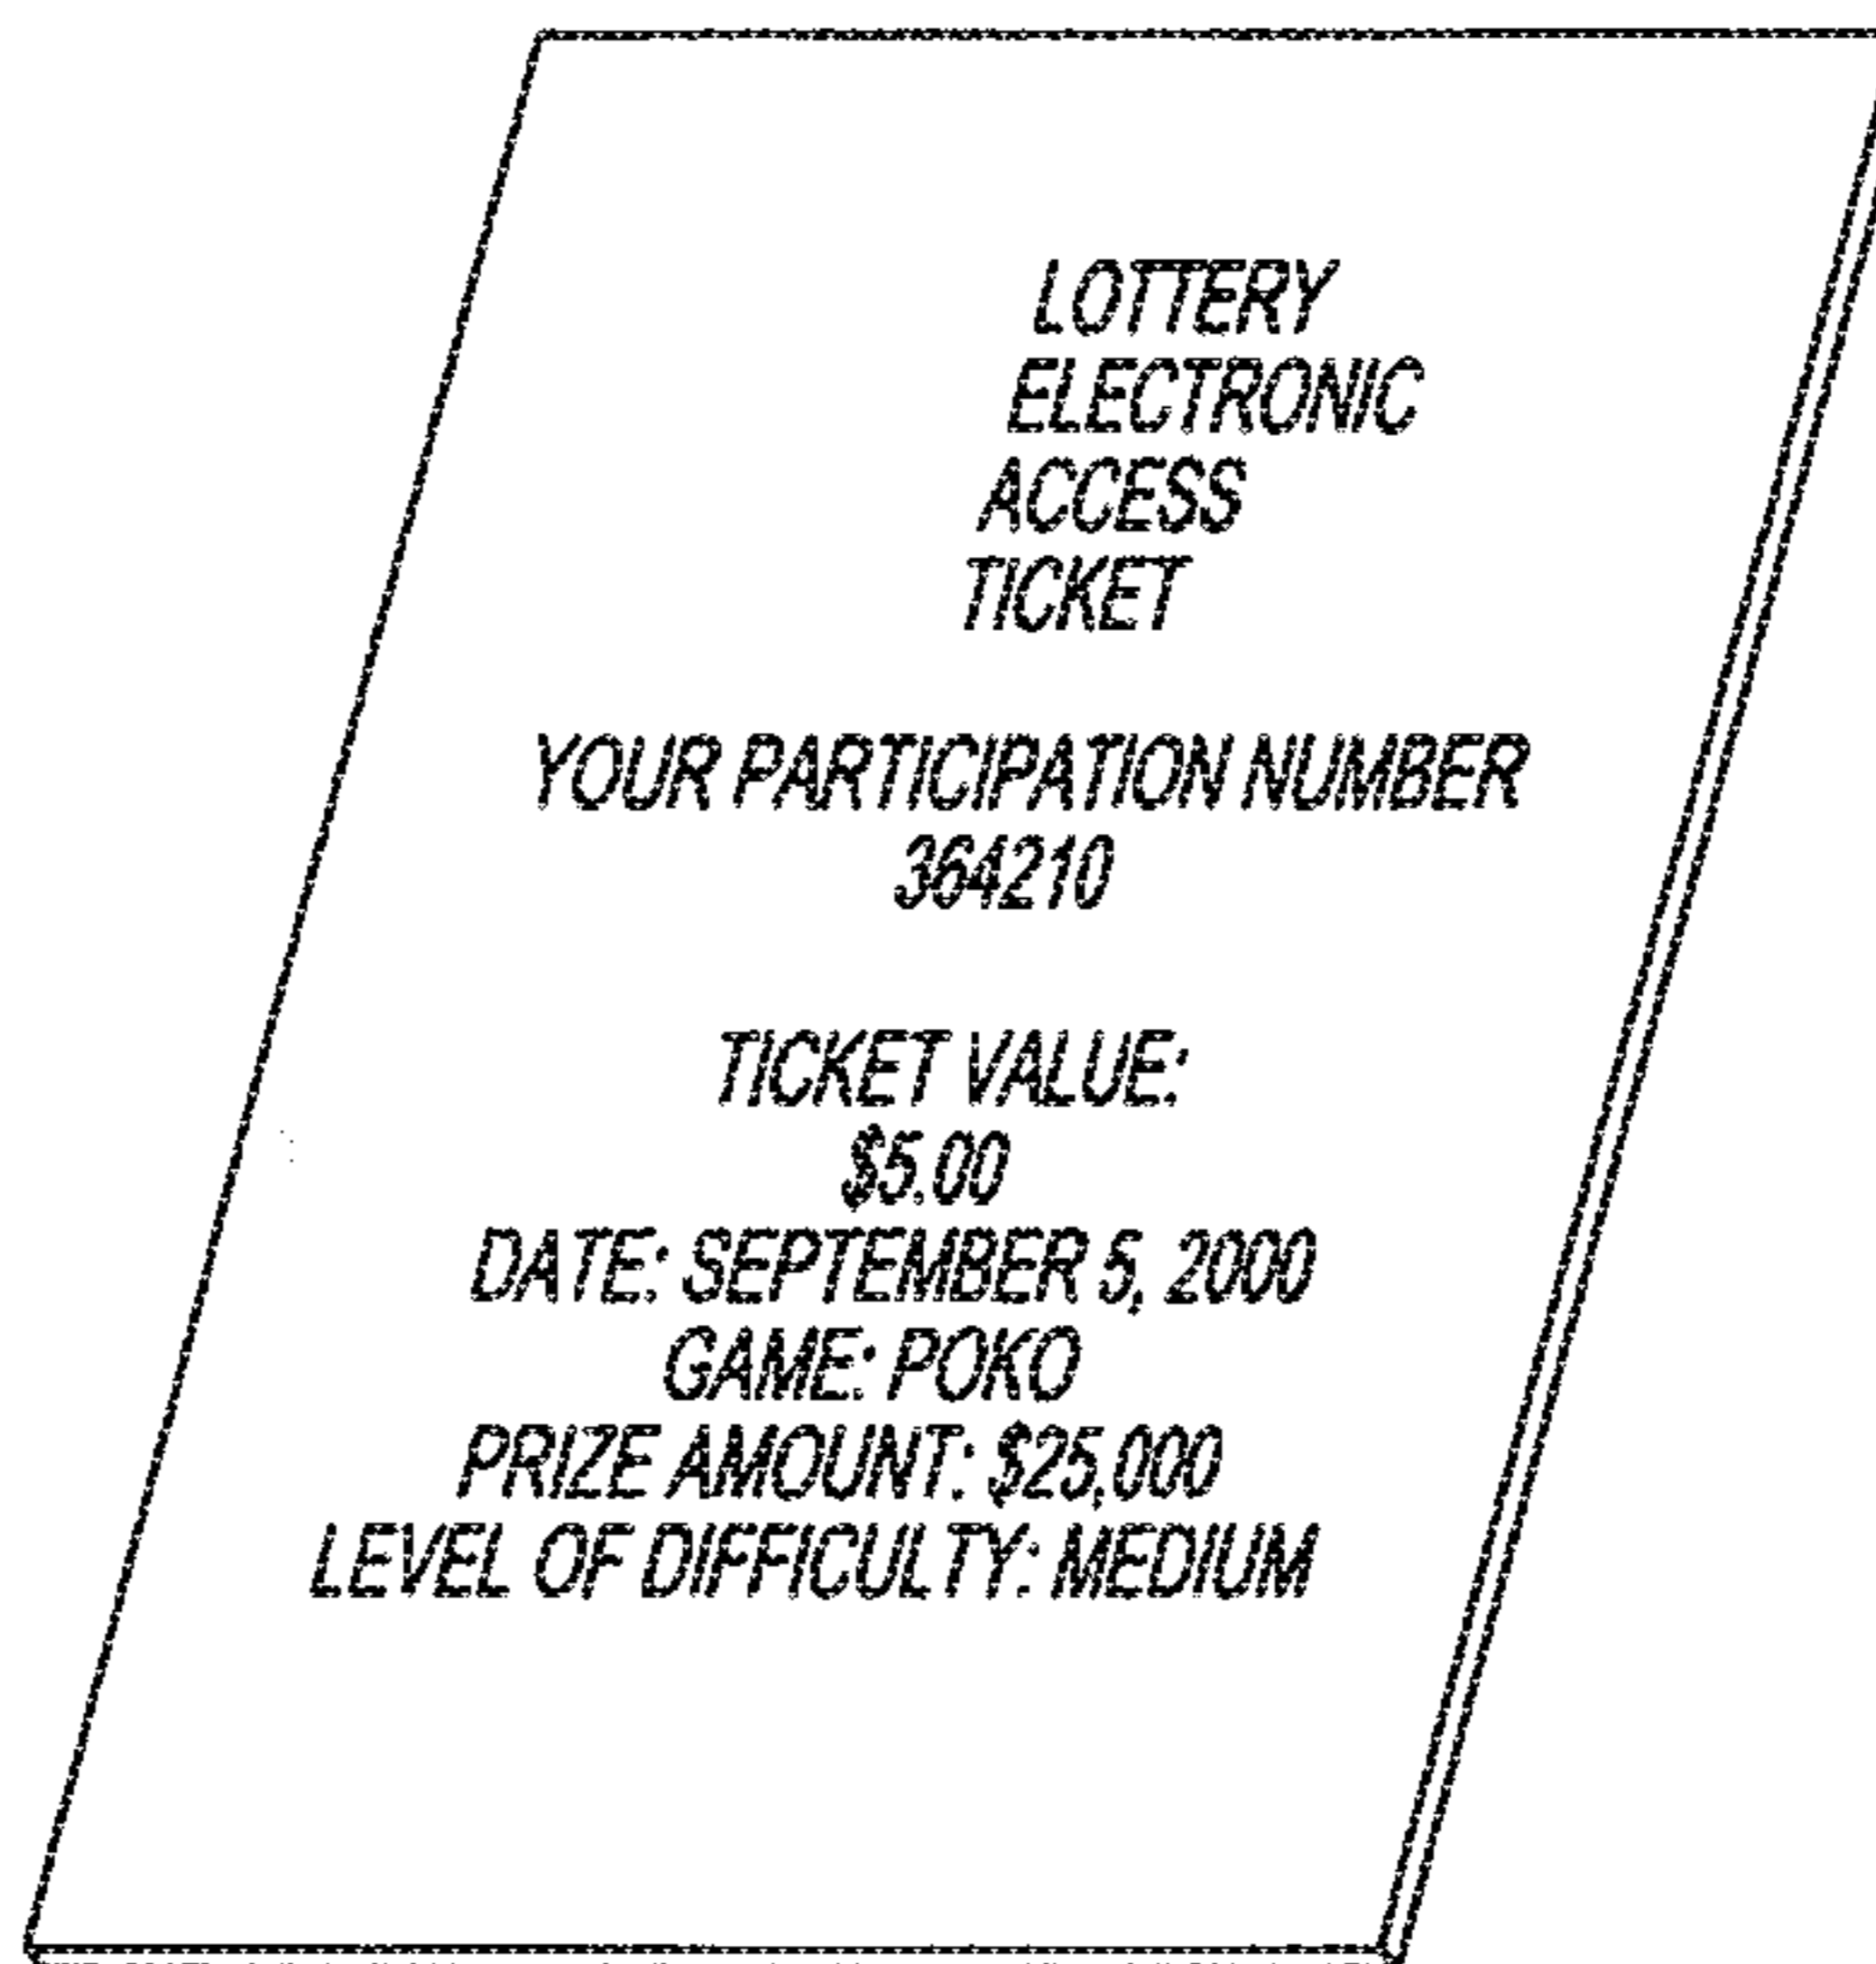 LOTTERY
ELECTRONIC
ACCESS
TICKET
YOUR PARTICIPATION NUMBER
364210
TICKET VALUE:
$5.00
DATE: SEPTEMBER 5, 2000
GAME: POKO
PRIZE AMOUNT: $25,000
LEVEL OF DIFFICULTY: MEDIUM